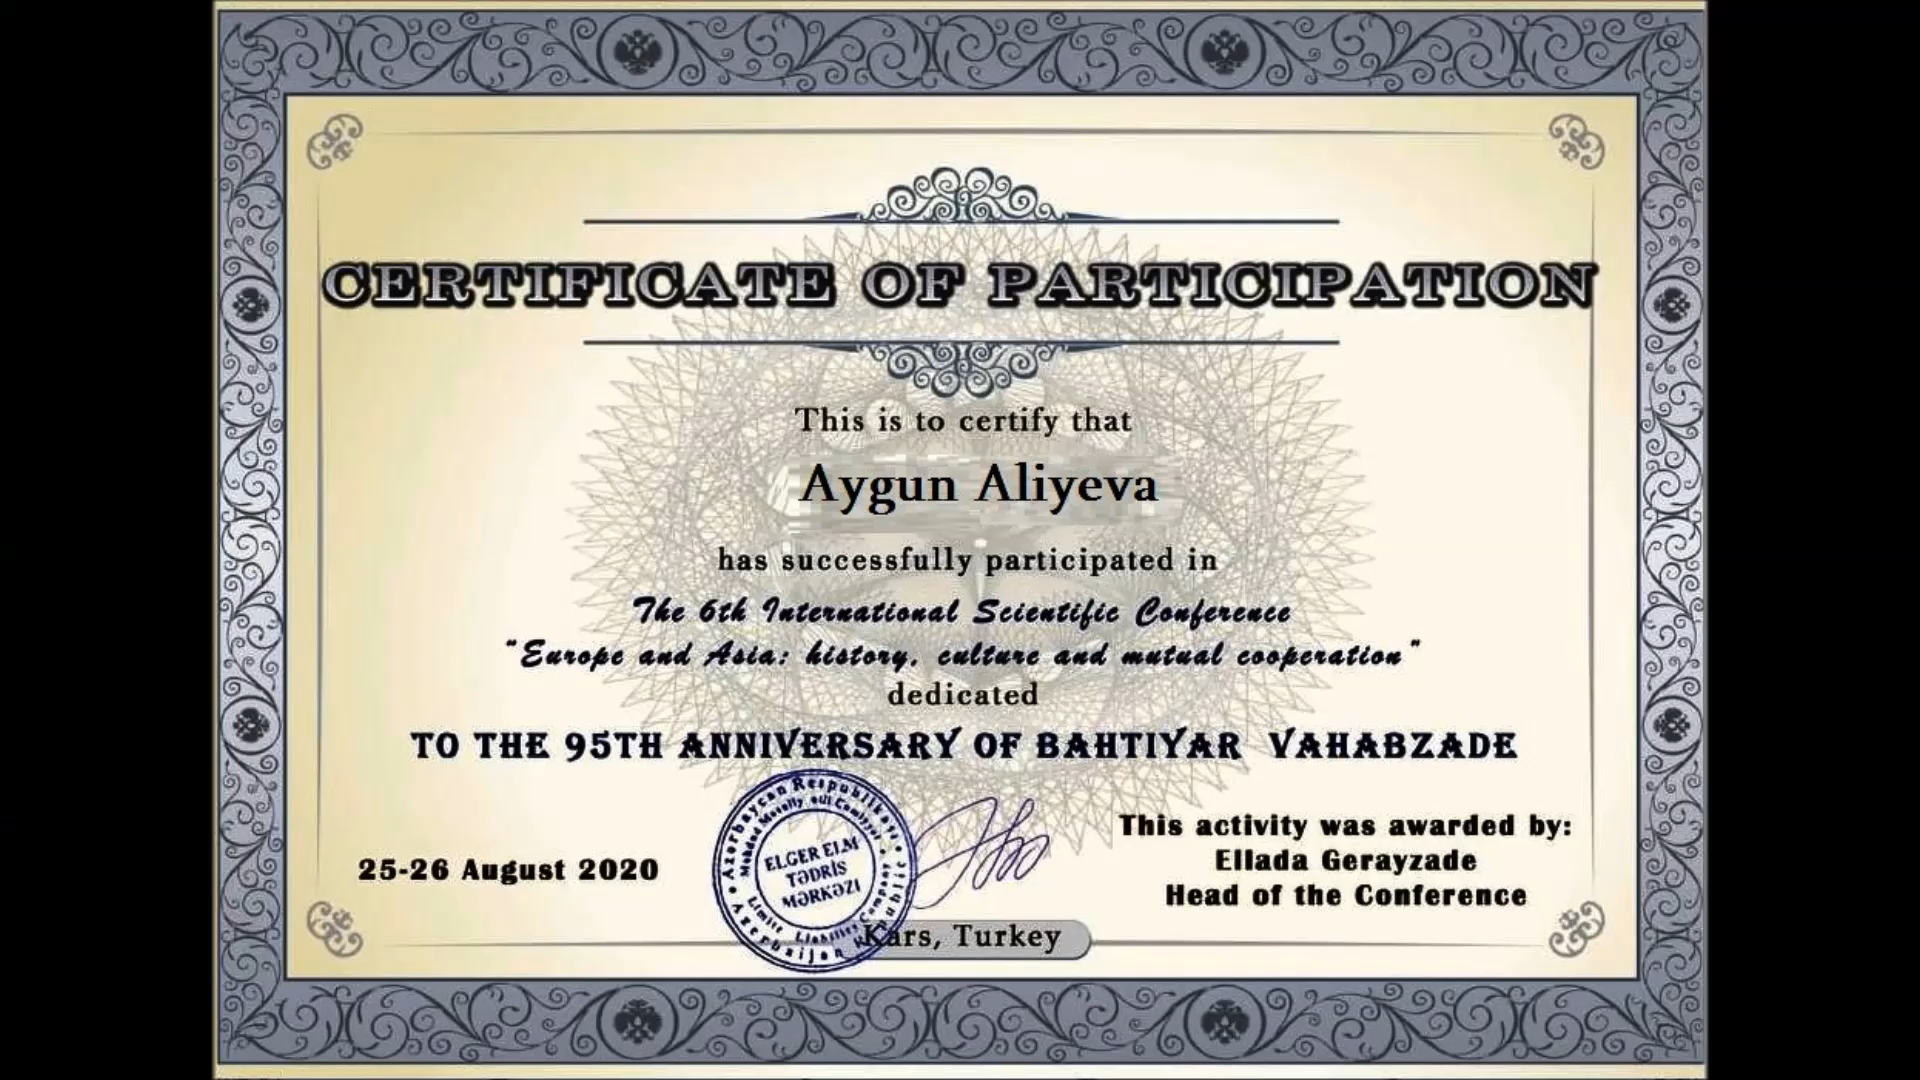 CERTIFICATE OF PARTICIPATION
This is to certify that
Aygun Aliyeva
has successfully participated in
The 6th International Scientific Conference
"Europe and Asia: history, culture and mutual cooperation"
dedicated
TO THE 95TH ANNIVERSARY OF BAHTIYAR VAHABZADE
25-26 August 2020
Azərbaycan Respublikası
ELGER ELM
TƏDRİS
MƏRKƏZİ
This activity was awarded by:
Ellada Gerayzade
Head of the Conference
Kars, Turkey